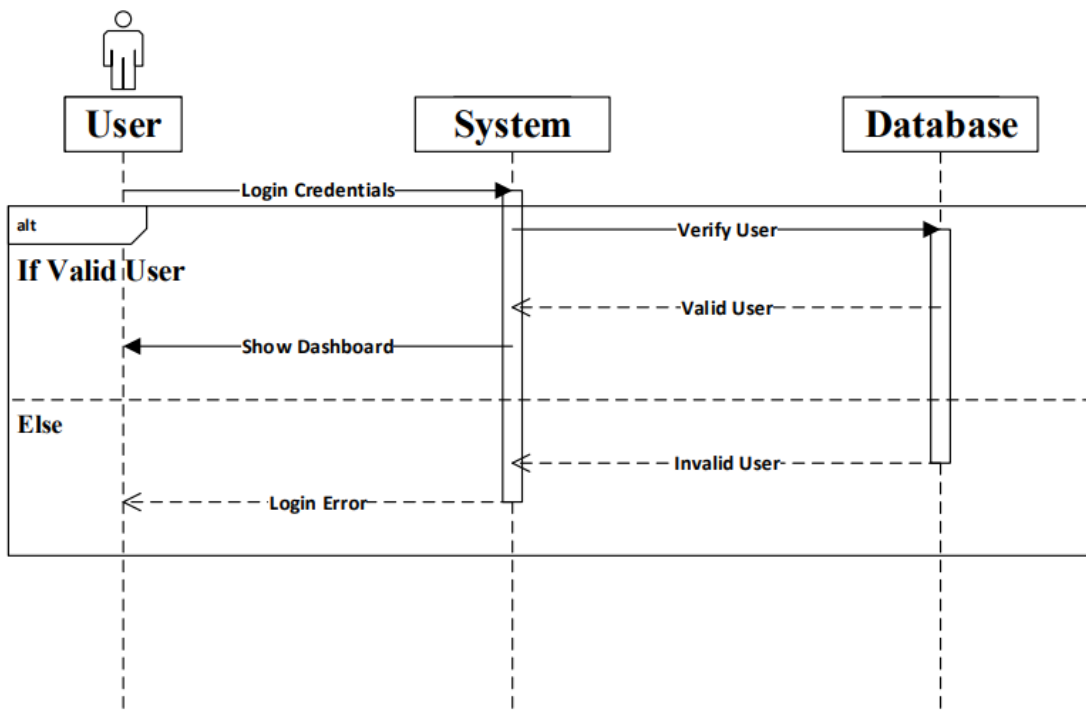 User
System
Database
Login Credentials
alt
Verify User
If Valid User
Valid User
Show Dashboard
Else
Invalid User
Login Error